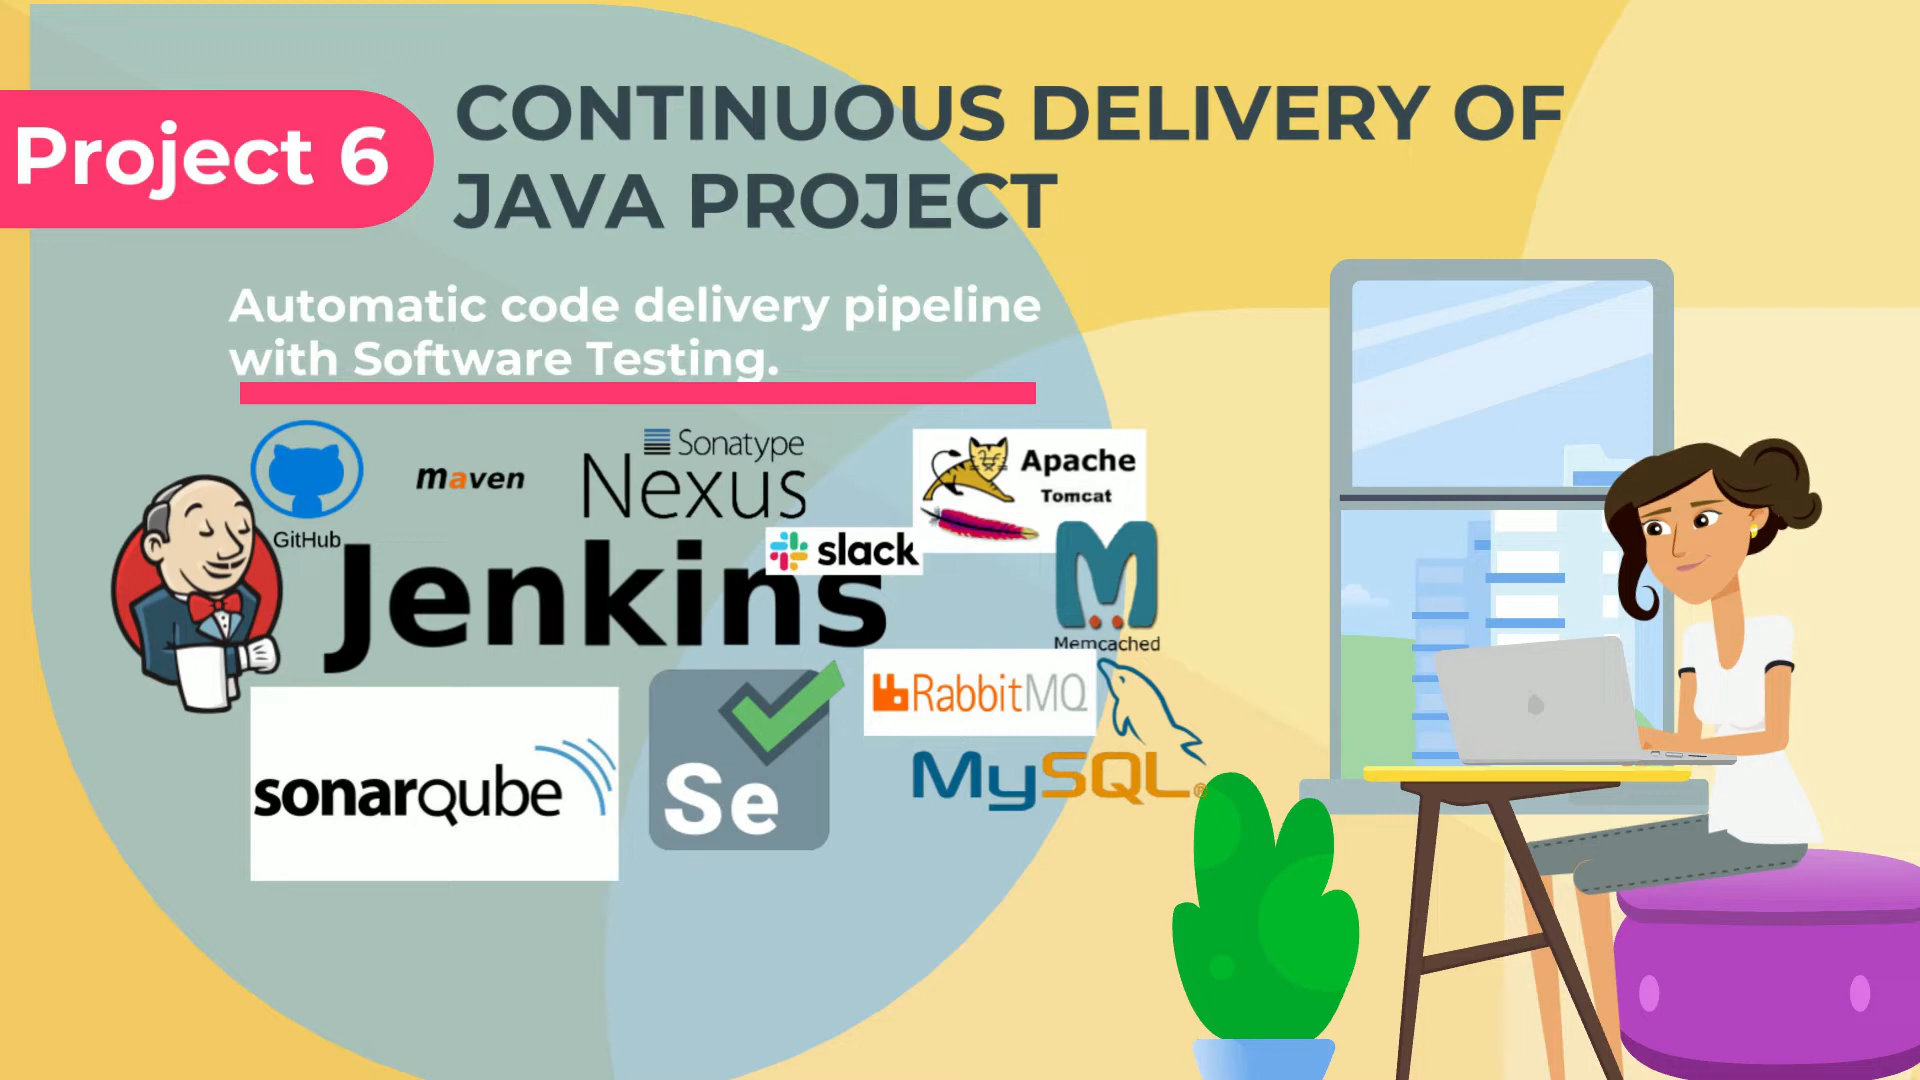 Project 6
CONTINUOUS DELIVERY OF
JAVA PROJECT
Automatic code delivery pipeline
with Software Testing.
GitHub
maven
Sonatype
Nexus
Apache
Tomcat
Jenkins
slack
Memcached
sonarqube
Se
RabbitMQ
MySQL®